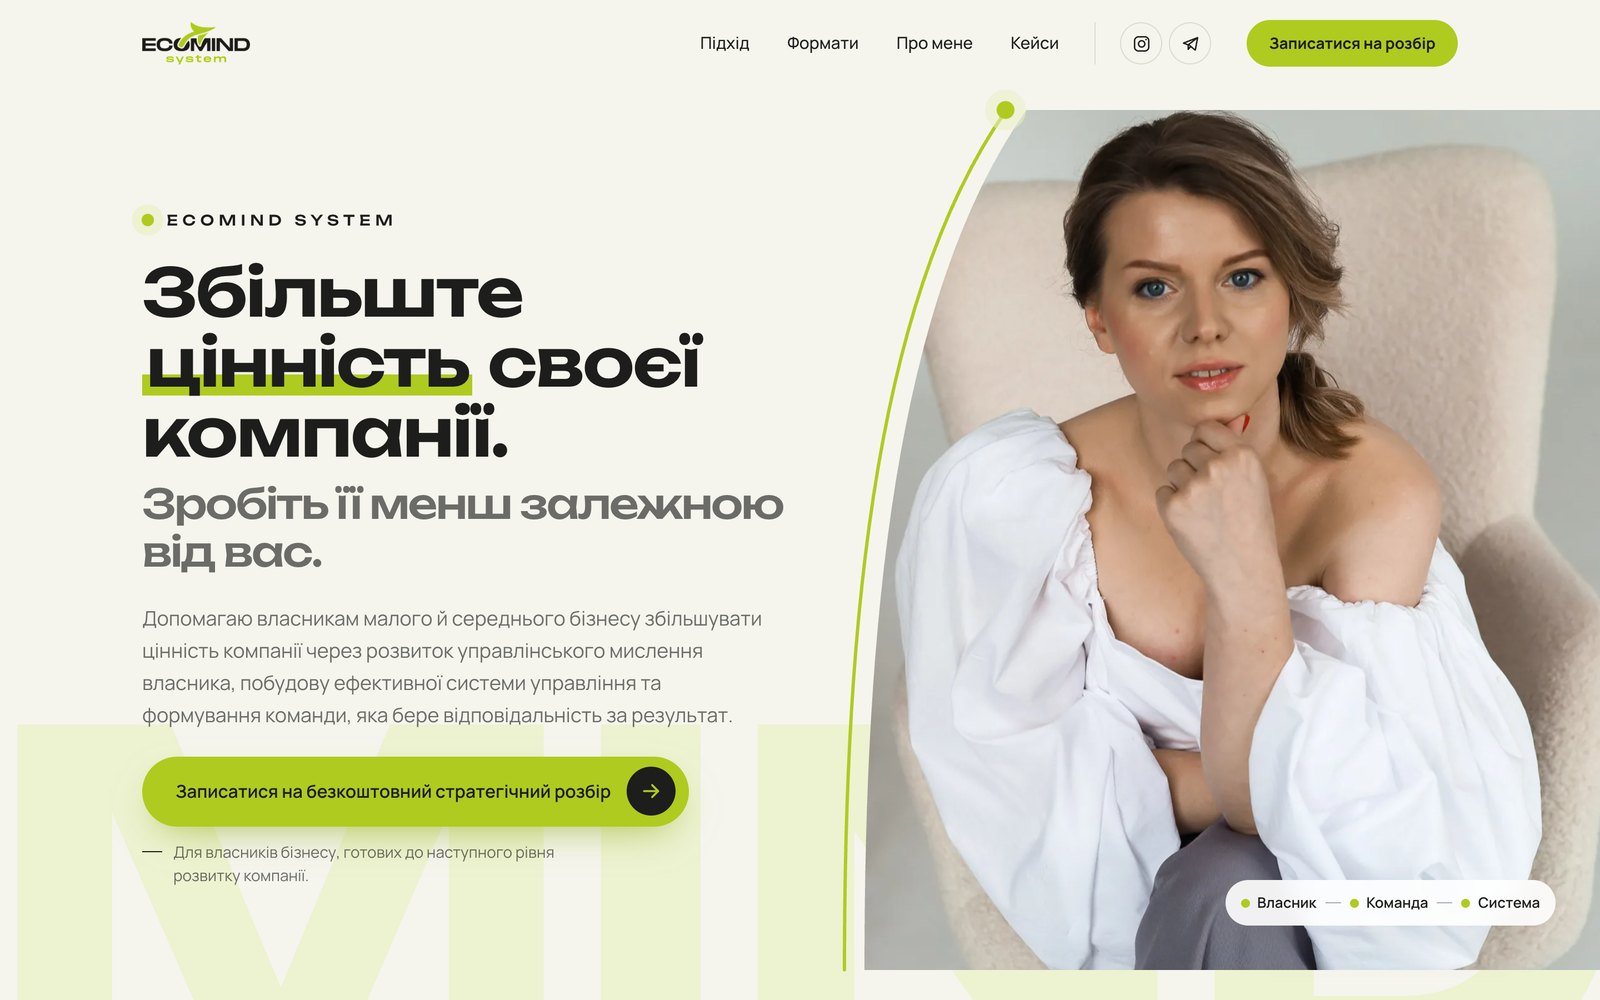 ECOMIND
system
Підхід
Формати
Про мене
Кейси
Записатися на розбір
ECOMIND SYSTEM
Збільште
цінність своєї
компанії.
Зробіть її менш залежною
від вас.
Допомагаю власникам малого й середнього бізнесу збільшувати
цінність компанії через розвиток управлінського мислення
власника, побудову ефективної системи управління та
формування команди, яка бере відповідальність за результат.
Записатися на безкоштовний стратегічний розбір
— Для власників бізнесу, готових до наступного рівня
розвитку компанії.
Власник — Команда — Система
MIND